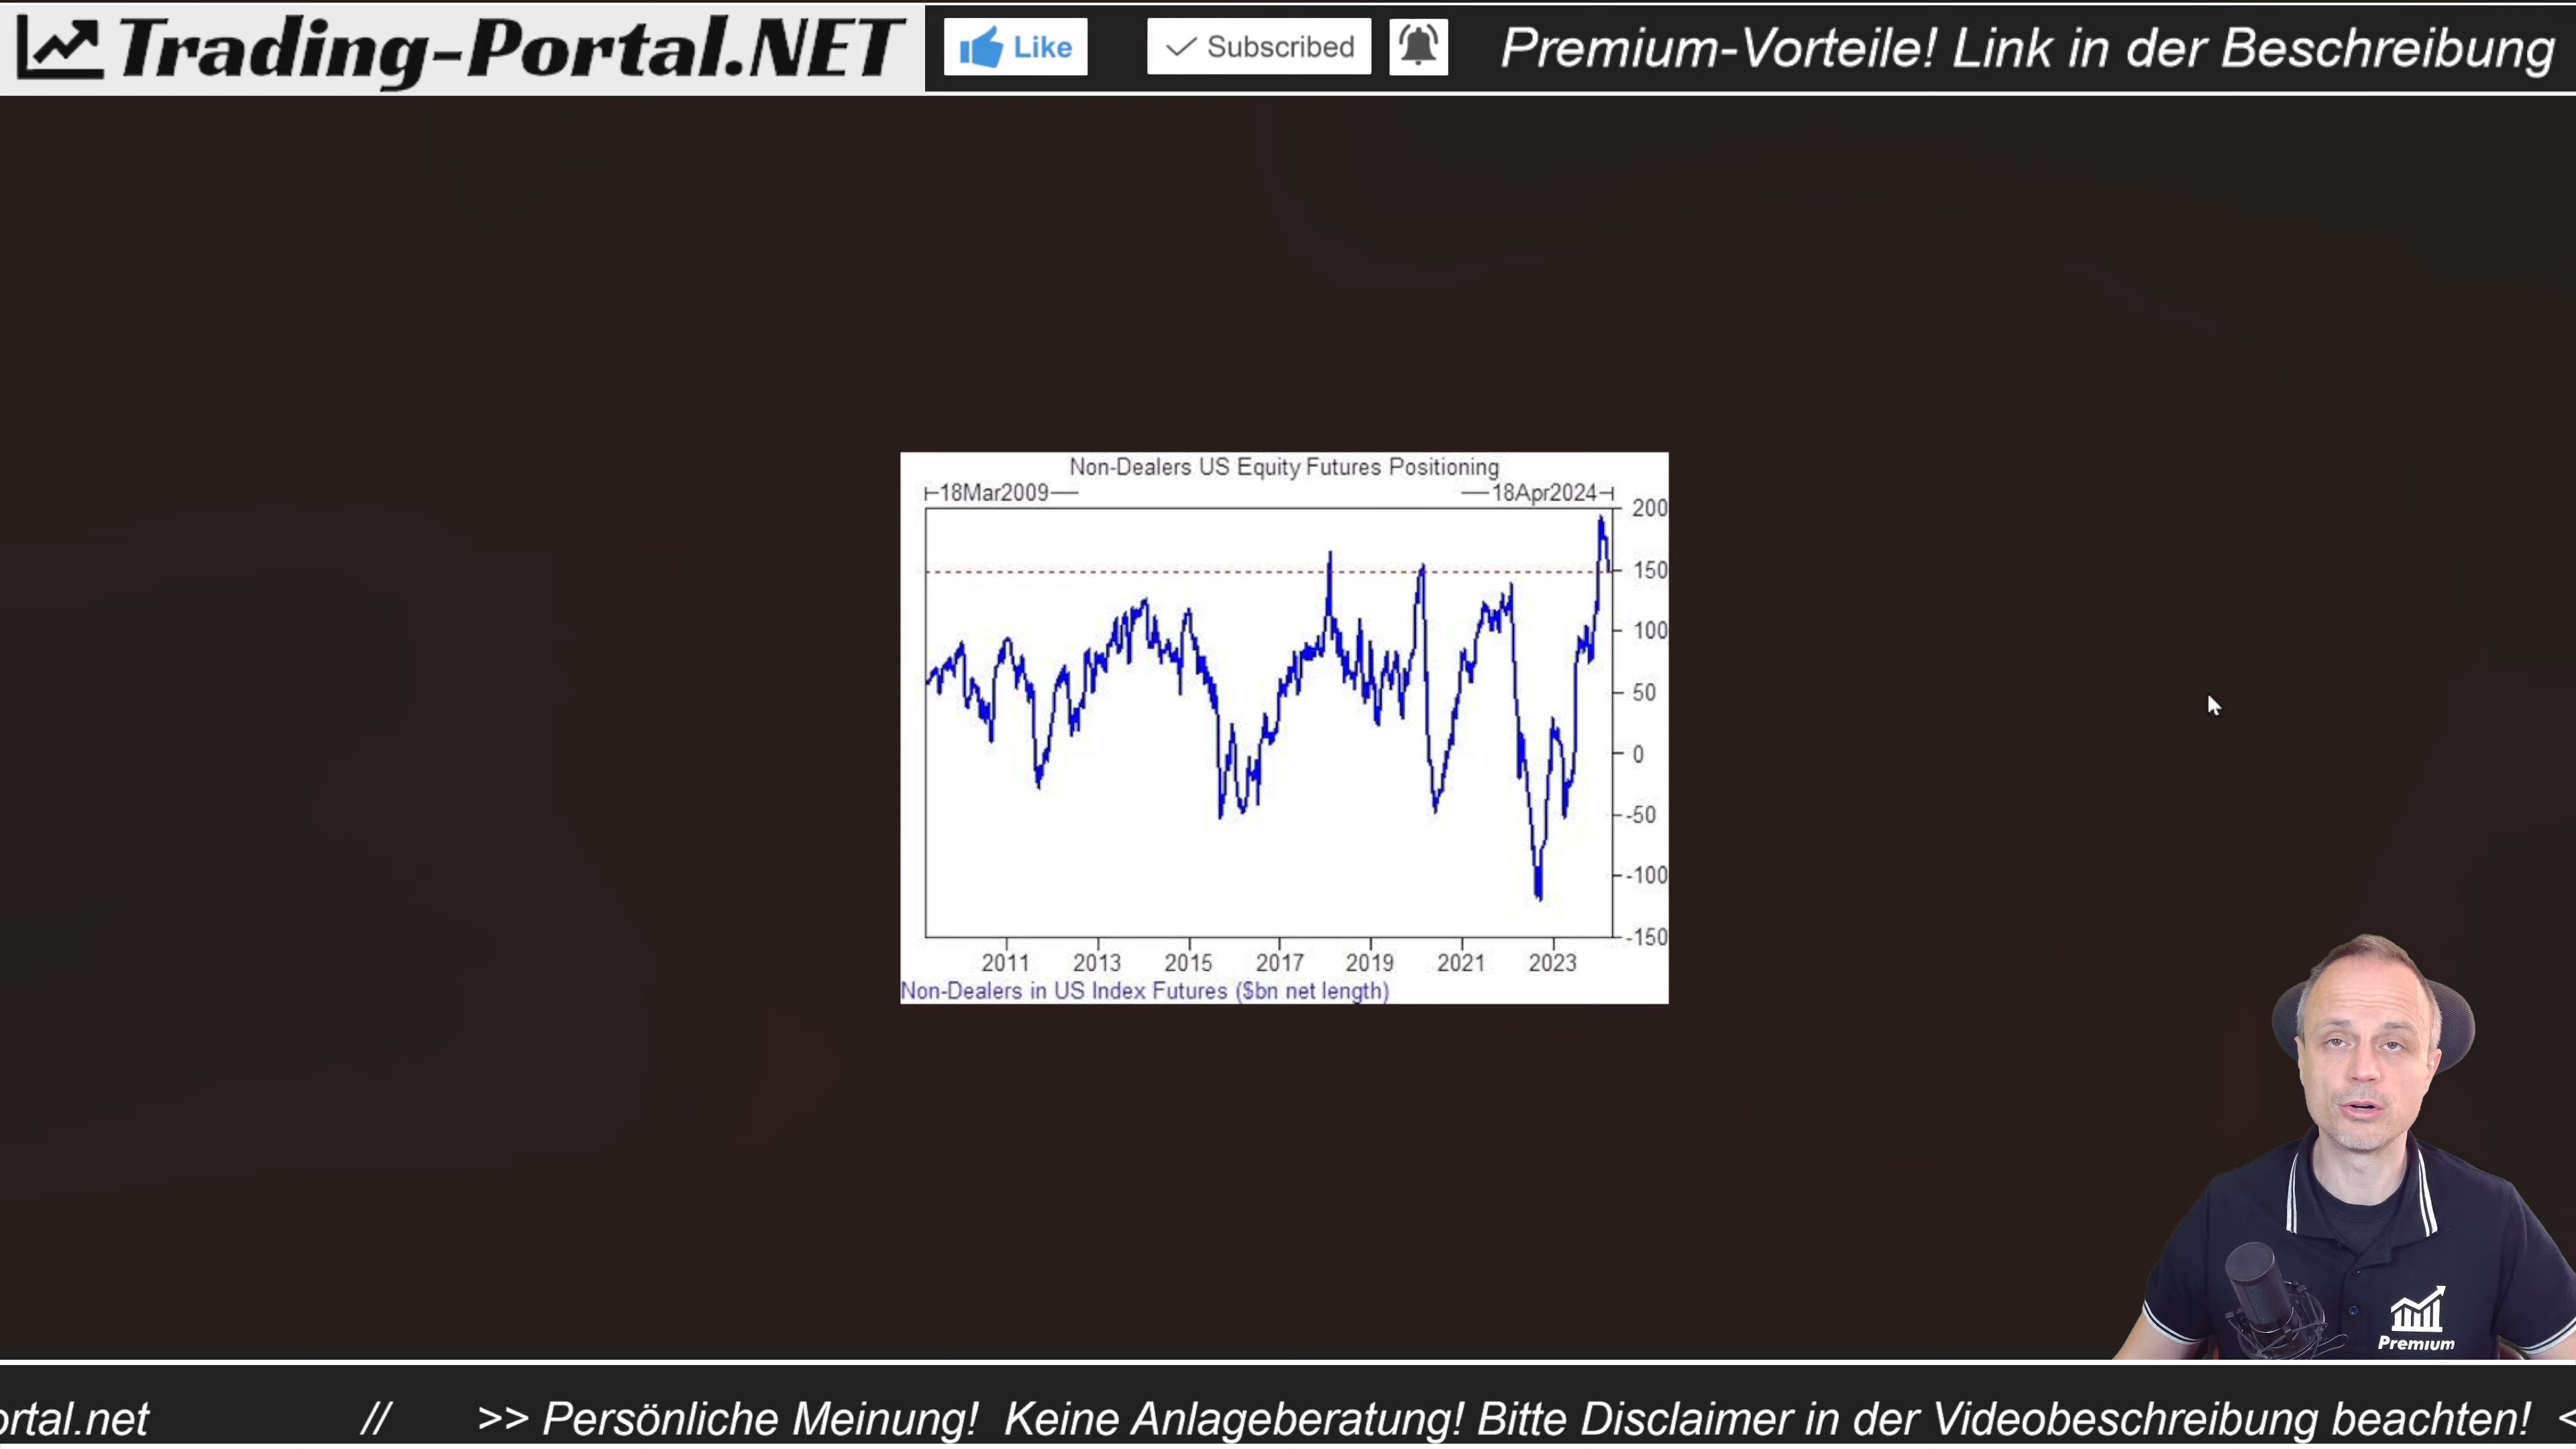 Trading-Portal.NET
Like
Subscribed
Premium-Vorteile! Link in der Beschreibung
Non-Dealers US Equity Futures Positioning
18Mar2009
18Apr2024
200
150
100
50
0
-50
-100
-150
2011 2013 2015 2017 2019 2021 2023
Non-Dealers in US Index Futures ($bn net length)
Premium
ortal.net // >> Persönliche Meinung! Keine Anlageberatung! Bitte Disclaimer in der Videobeschreibung beachten! <